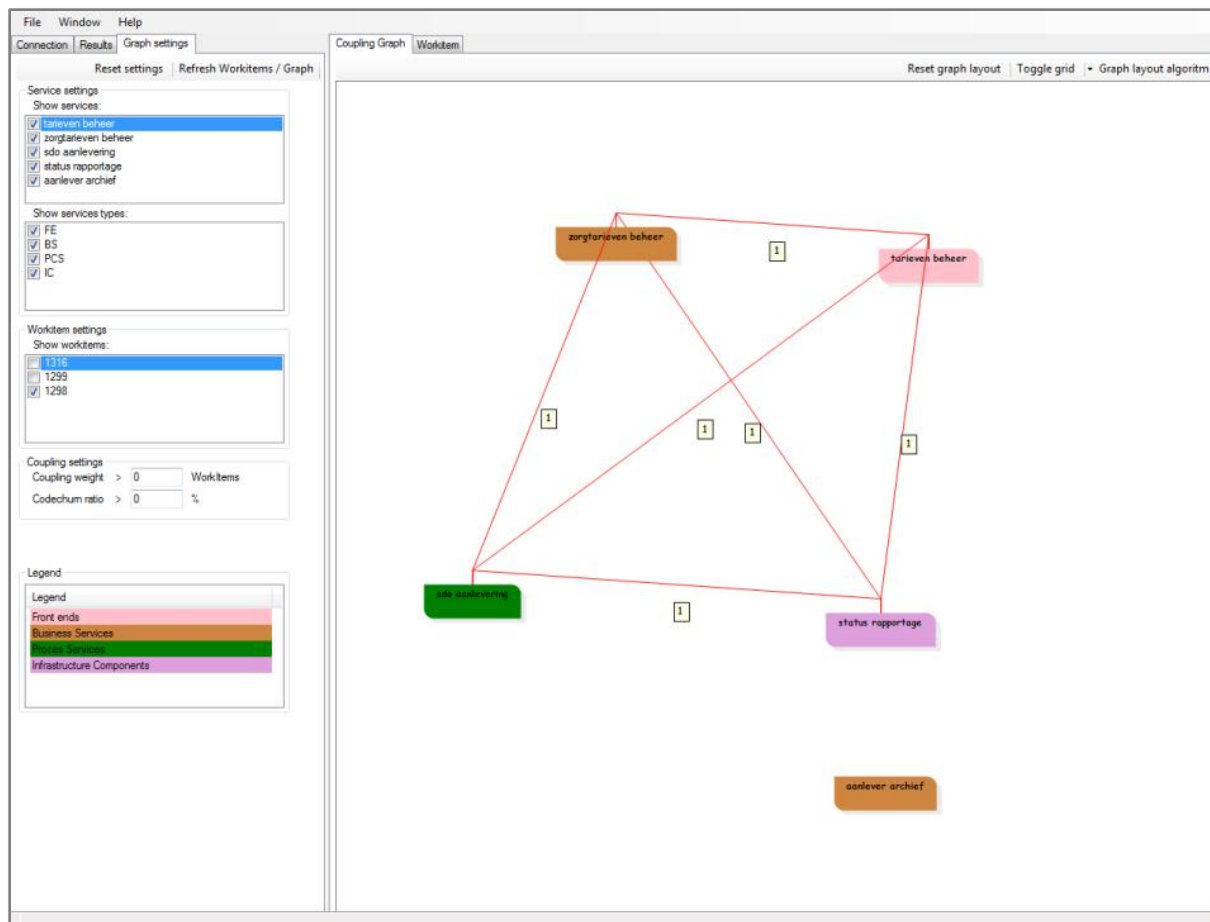 File Window Help
Connection Results Graph settings
Reset settings Refresh Workitems / Graph
Service settings
Show services:
tarieven beheer
zorgtarieven beheer
sdo aanlevering
status rapportage
aanlever archief
Show services types:
FE
BS
PCS
IC
Workitem settings
Show workitems:
1316
1299
1298
Coupling settings
Coupling weight > 0 WorkItems
Codechurn ratio > 0 %
Legend
Legend
Front ends
Business Services
Proces Services
Infrastructure Components
Coupling Graph Workitem
Reset graph layout Toggle grid Graph layout algoritm
zorgtarieven beheer
1
tarieven beheer
1
1
1
1
sdo aanlevering
1
status rapportage
aanlever archief